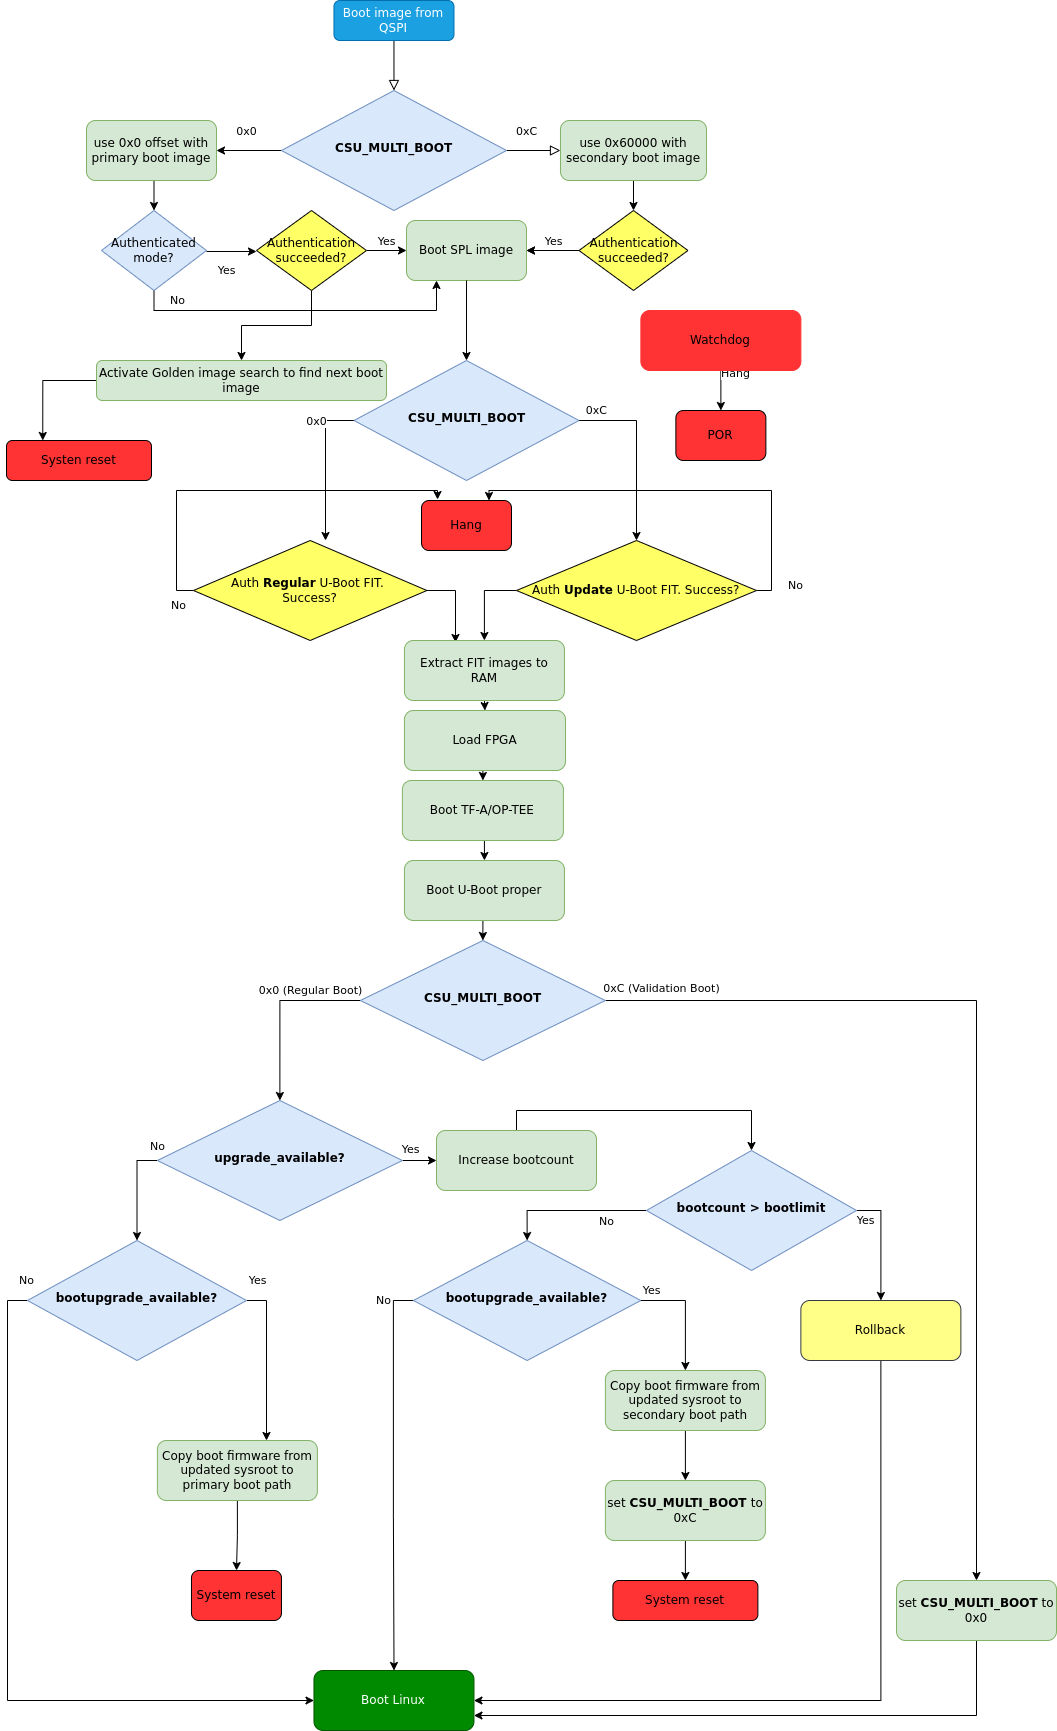 Boot image from
QSPI
0x0
CSU_MULTI_BOOT
0xC
use 0x0 offset with
primary boot image
use 0x60000 with
secondary boot image
Authenticated
mode?
Yes
Authentication
succeeded?
Yes
Boot SPL image
Yes
Authentication
succeeded?
No
Watchdog
Hang
POR
Activate Golden image search to find next boot
image
Systen reset
0x0
CSU_MULTI_BOOT
0xC
Hang
Auth Regular U-Boot FIT.
Success?
No
Auth Update U-Boot FIT. Success?
No
Extract FIT images to
RAM
Load FPGA
Boot TF-A/OP-TEE
Boot U-Boot proper
0x0 (Regular Boot)
CSU_MULTI_BOOT
0xC (Validation Boot)
No
upgrade_available?
Yes
Increase bootcount
bootcount > bootlimit
No
Yes
No
bootupgrade_available?
Yes
No
bootupgrade_available?
Yes
Rollback
Copy boot firmware from
updated sysroot to
secondary boot path
Copy boot firmware from
updated sysroot to
primary boot path
set CSU_MULTI_BOOT to
0xC
System reset
System reset
set CSU_MULTI_BOOT to
0x0
Boot Linux